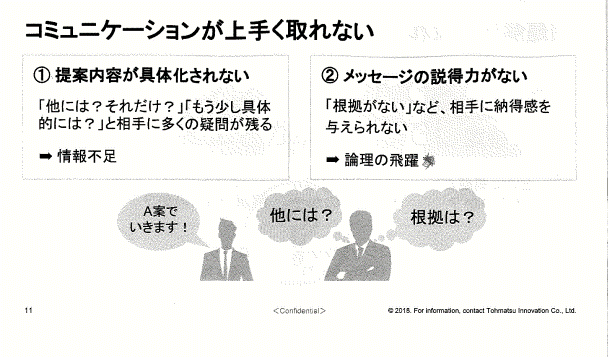 コミュニケーションが上手く取れない
① 提案内容が具体化されない
「他には？それだけ？」「もう少し具体
的には？」と相手に多くの疑問が残る
➡ 情報不足
② メッセージの説得力がない
「根拠がない」など、相手に納得感を
与えられない
➡ 論理の飛躍
A案で
いきます！
他には？
根拠は？
11
＜Confidential＞
© 2018. For information, contact Tohmatsu Innovation Co., Ltd.